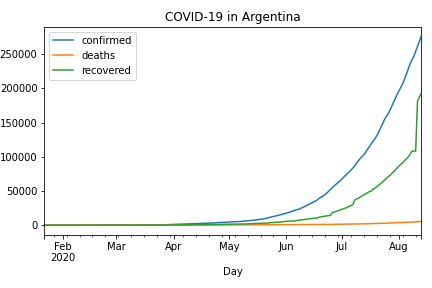 COVID-19 in Argentina
confirmed
deaths
recovered
250000
200000
150000
100000
50000
0
Feb Mar Apr May Jun Jul Aug
2020
Day